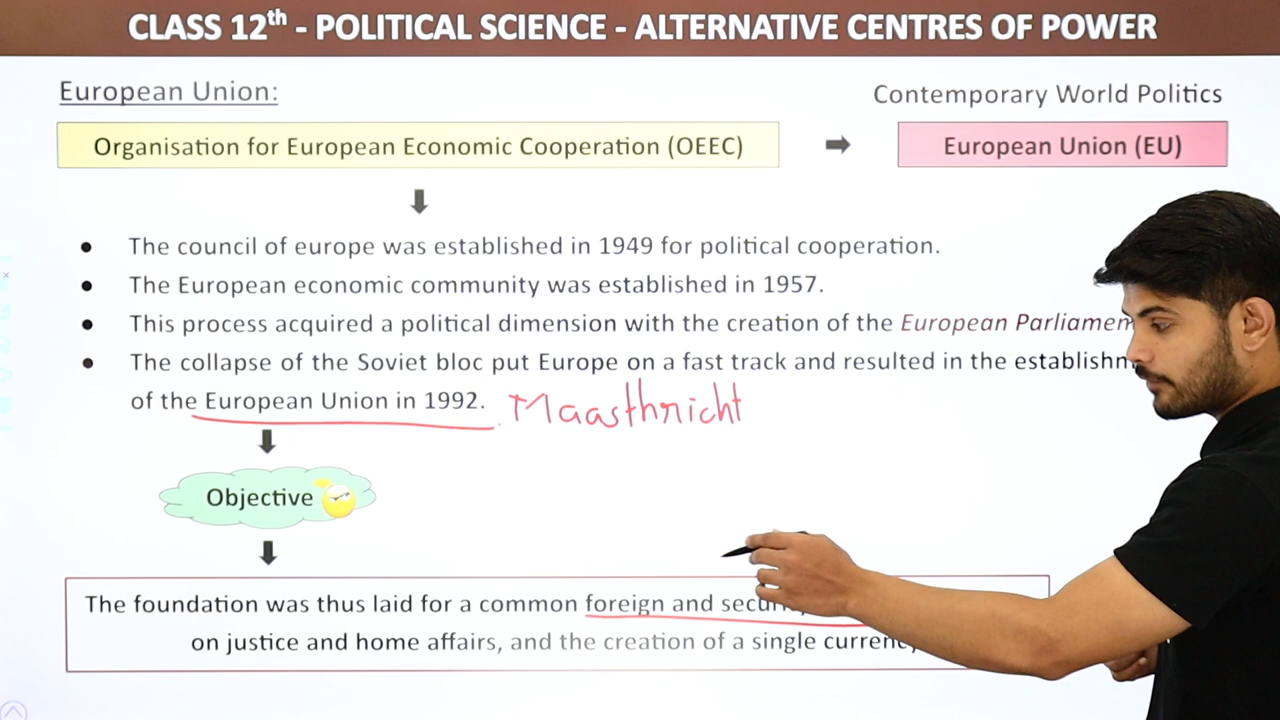 CLASS 12th - POLITICAL SCIENCE - ALTERNATIVE CENTRES OF POWER
European Union:
Contemporary World Politics
Organisation for European Economic Cooperation (OEEC)
European Union (EU)
• The council of europe was established in 1949 for political cooperation.
• The European economic community was established in 1957.
• This process acquired a political dimension with the creation of the European
• The collapse of the Soviet bloc put Europe on a fast track and resulted in the
of the European Union in 1992. Maasthricht
Objective
The foundation was thus laid for a common foreign and
on justice and home affairs, and the creation of a single